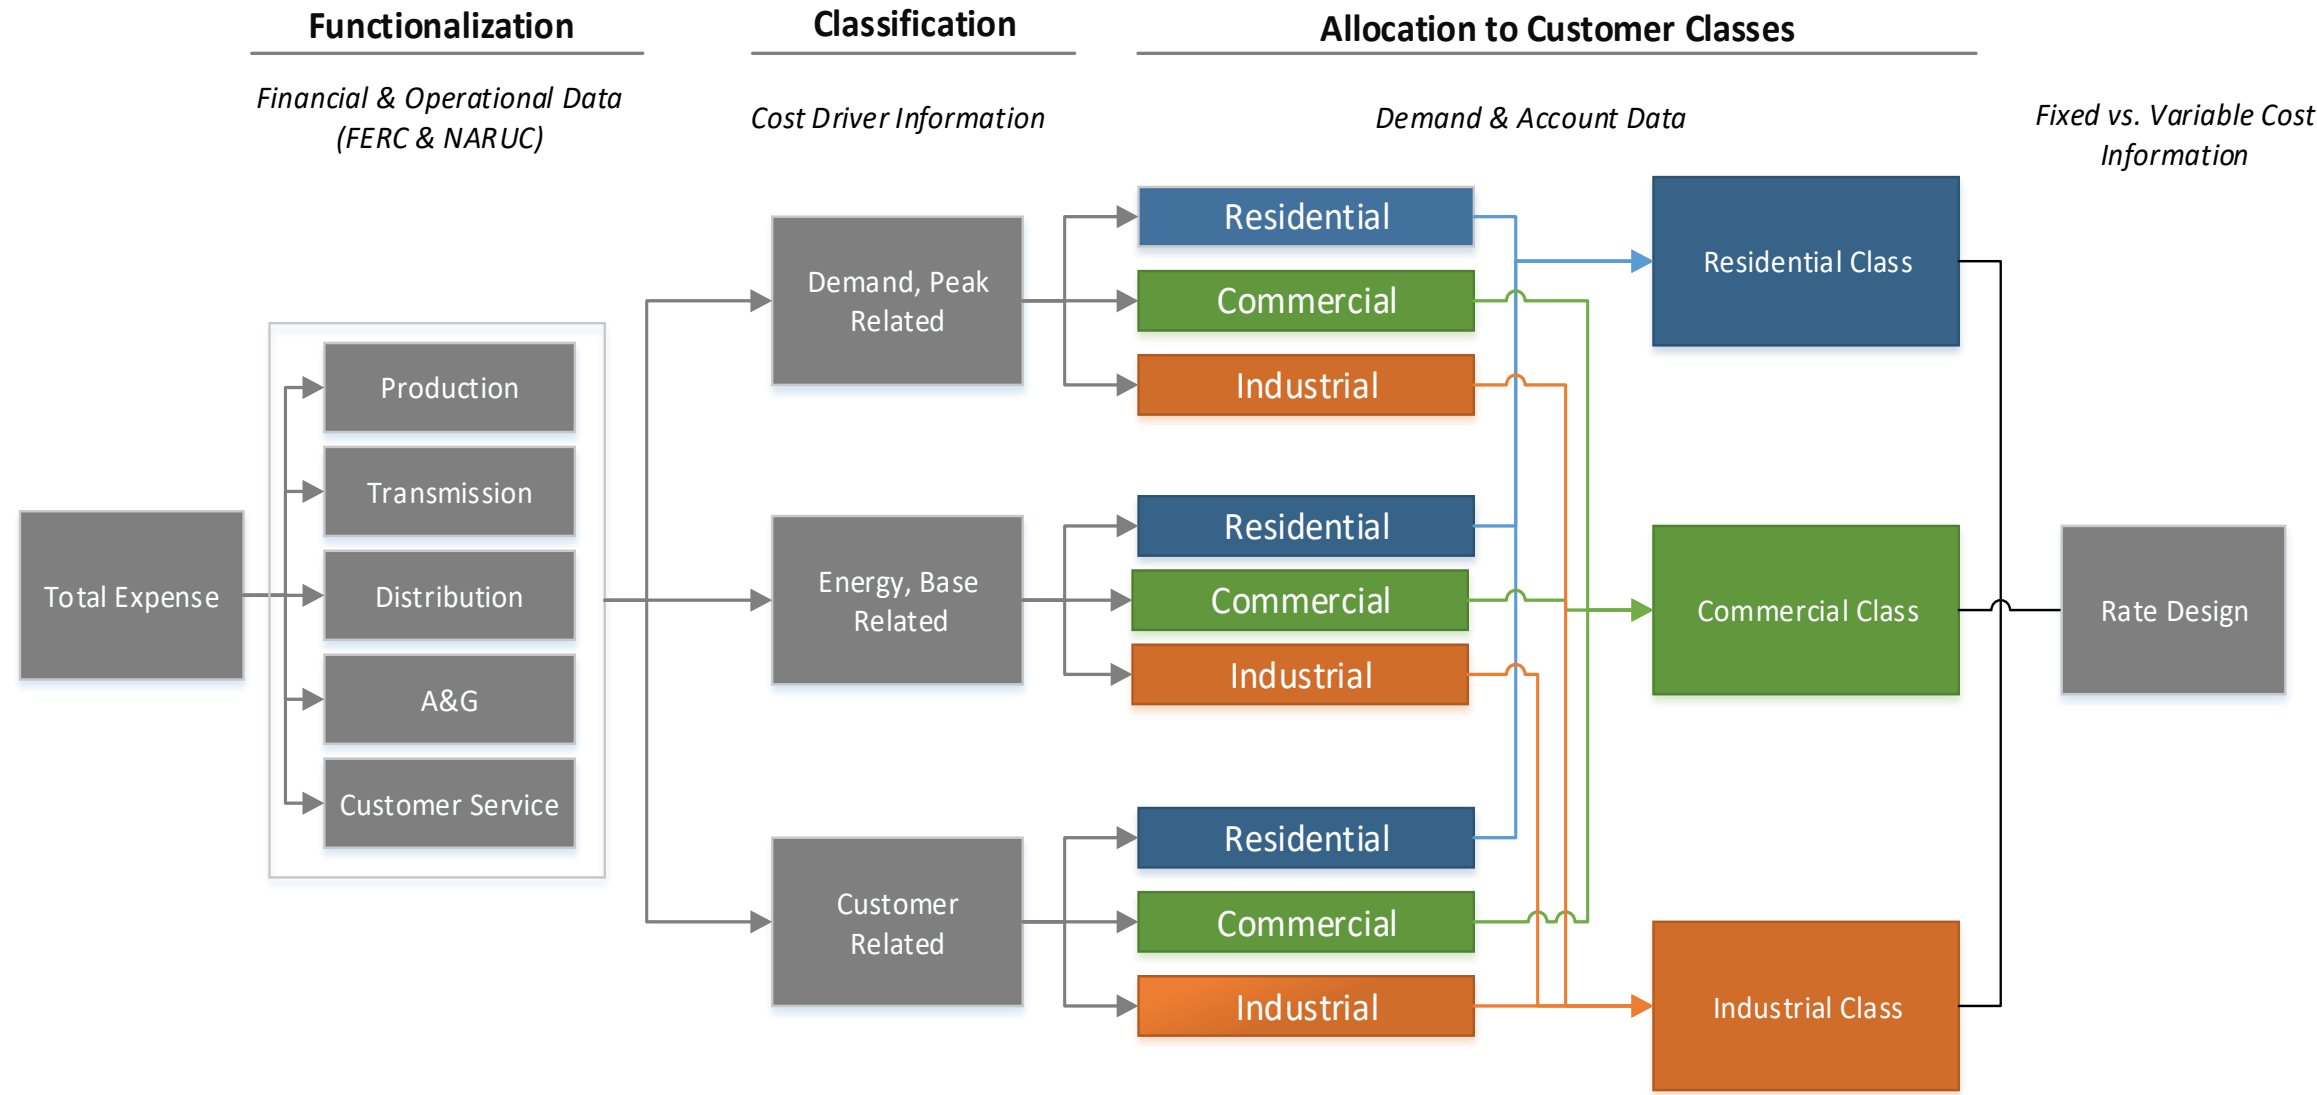 Functionalization
Classification
Allocation to Customer Classes
Financial & Operational Data
(FERC & NARUC)
Cost Driver Information
Demand & Account Data
Fixed vs. Variable Cost
Information
Total Expense
Production
Transmission
Distribution
A&G
Customer Service
Demand, Peak
Related
Energy, Base
Related
Customer
Related
Residential
Commercial
Industrial
Residential
Commercial
Industrial
Residential
Commercial
Industrial
Residential Class
Commercial Class
Industrial Class
Rate Design